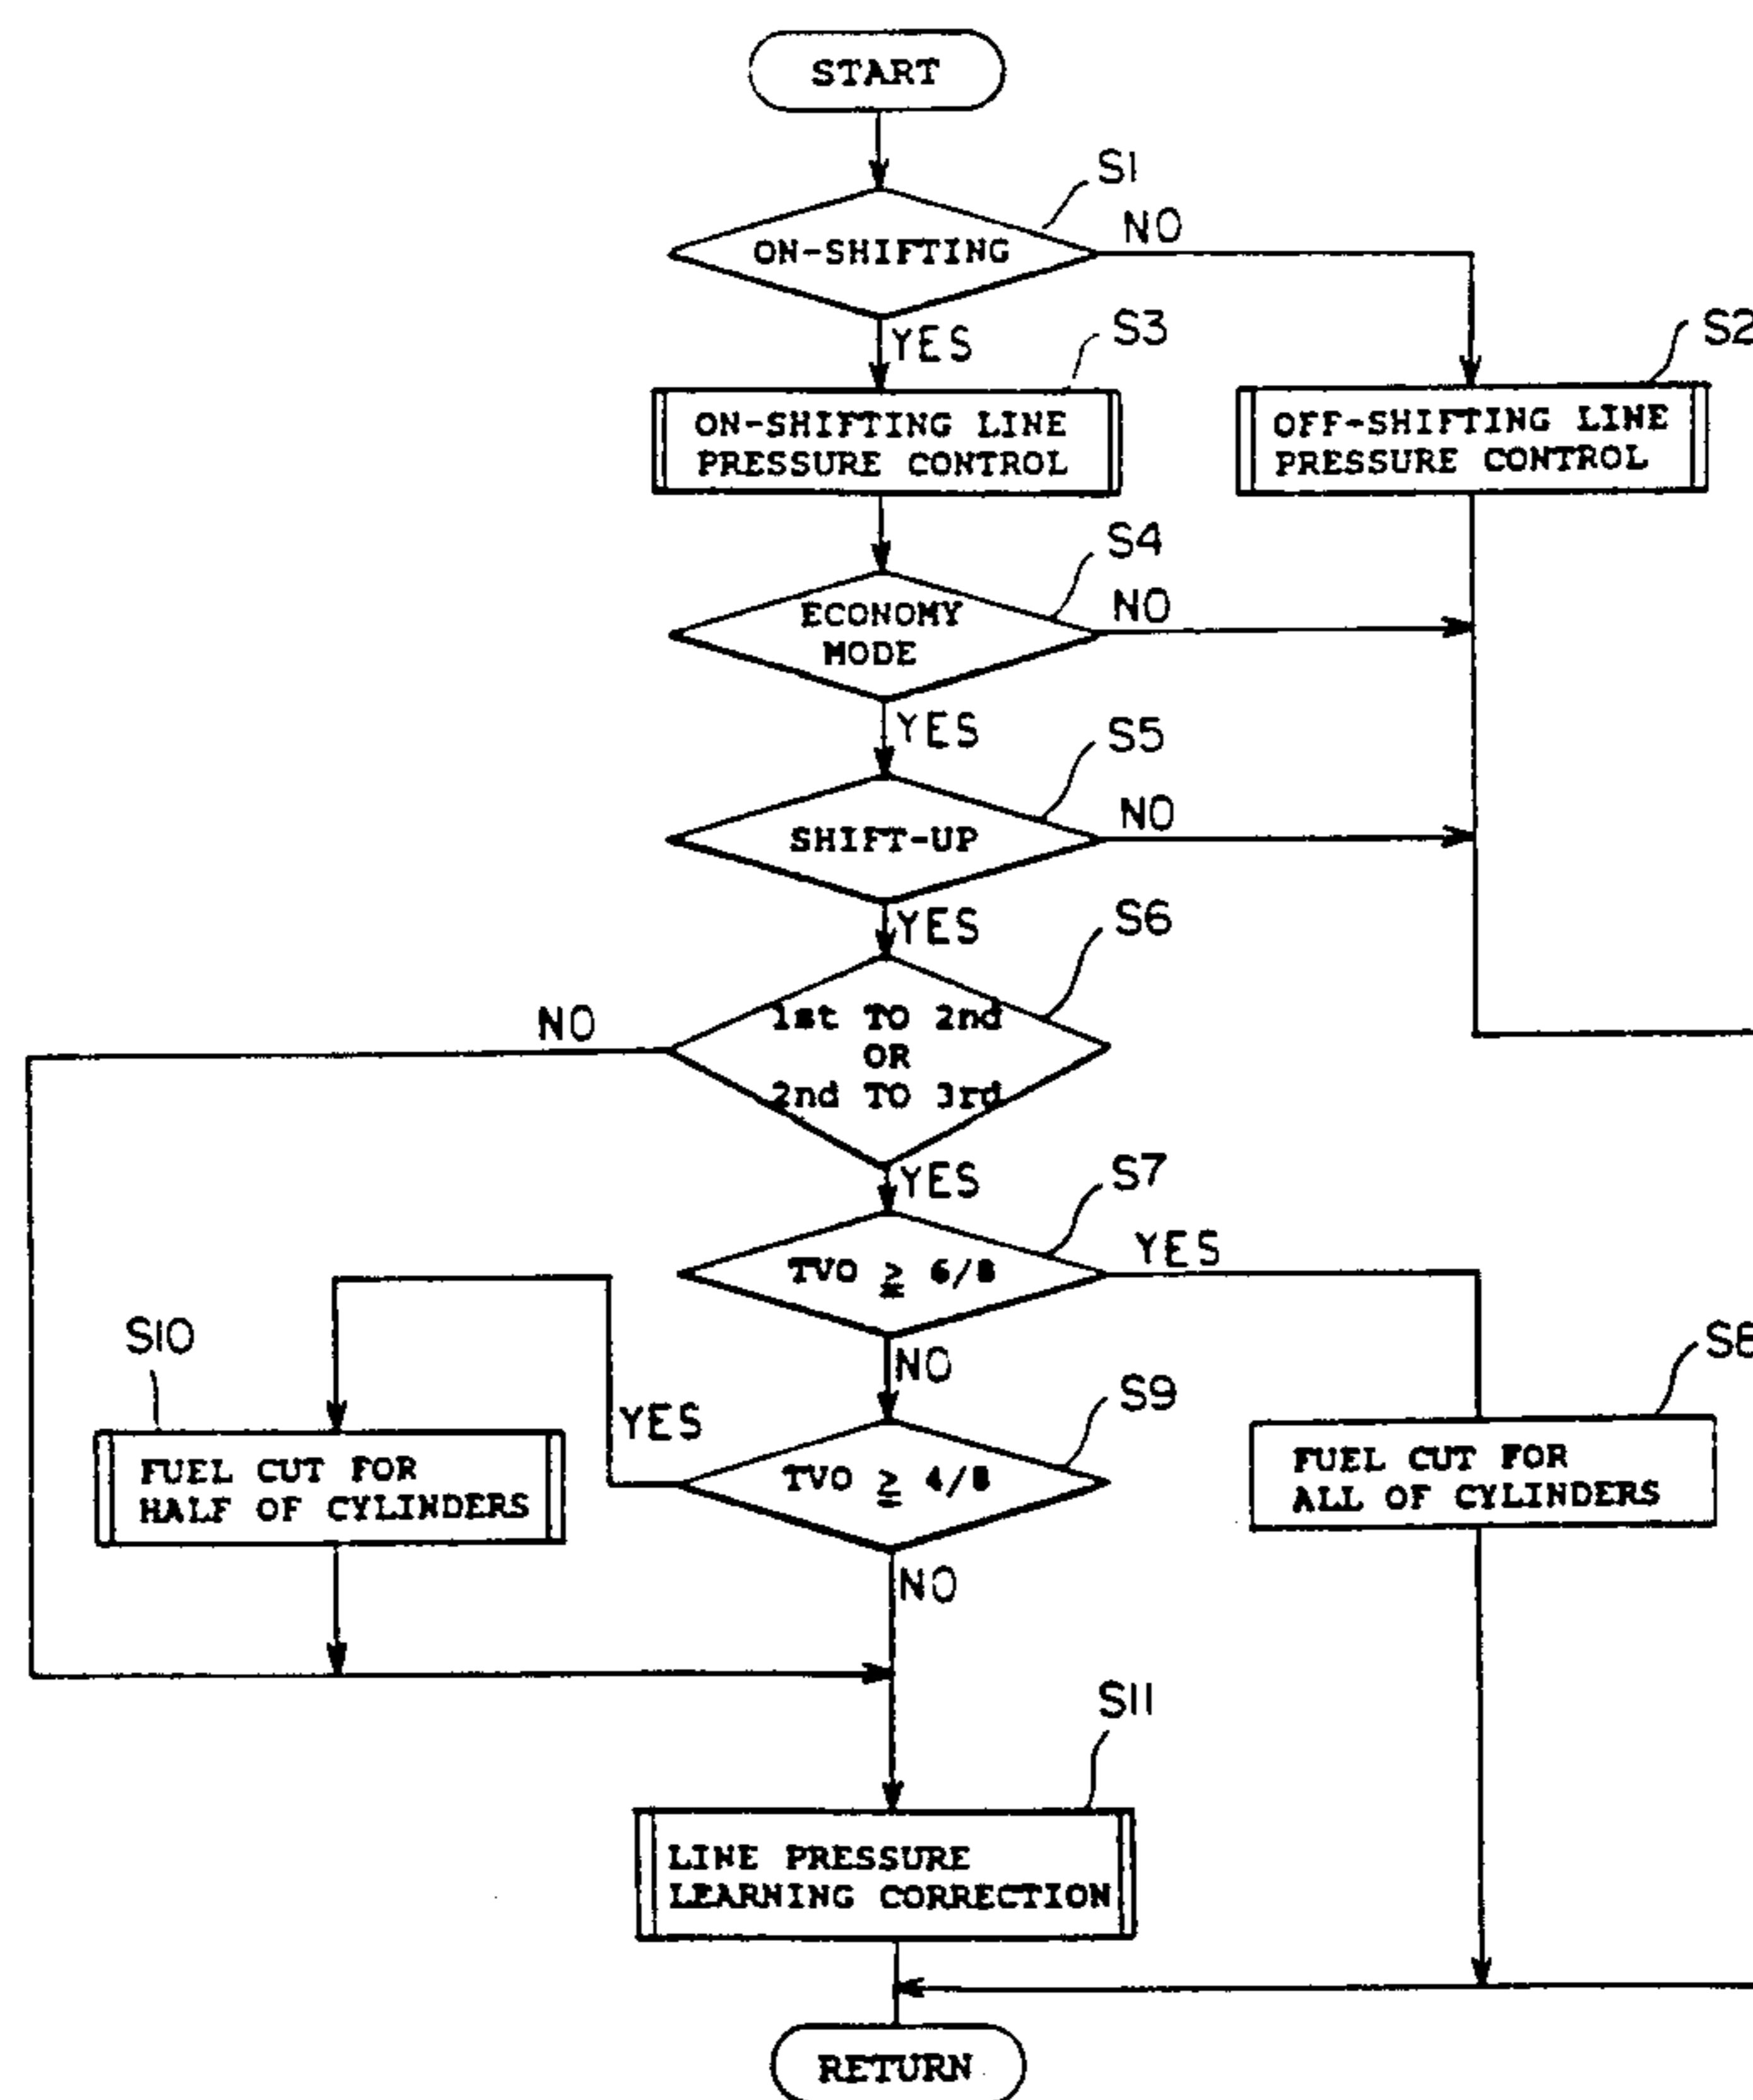 START
S1
ON-SHIFTING
NO
YES
S3
S2
ON-SHIFTING LINE
PRESSURE CONTROL
OFF-SHIFTING LINE
PRESSURE CONTROL
S4
ECONOMY
MODE
NO
YES
S5
SHIFT-UP
NO
YES
S6
NO
1st TO 2nd
OR
2nd TO 3rd
YES
S7
TVO ≥ 6/8
YES
S10
NO
S8
S9
YES
FUEL CUT FOR
HALF OF CYLINDERS
TVO ≥ 4/8
FUEL CUT FOR
ALL OF CYLINDERS
NO
S11
LINE PRESSURE
LEARNING CORRECTION
RETURN